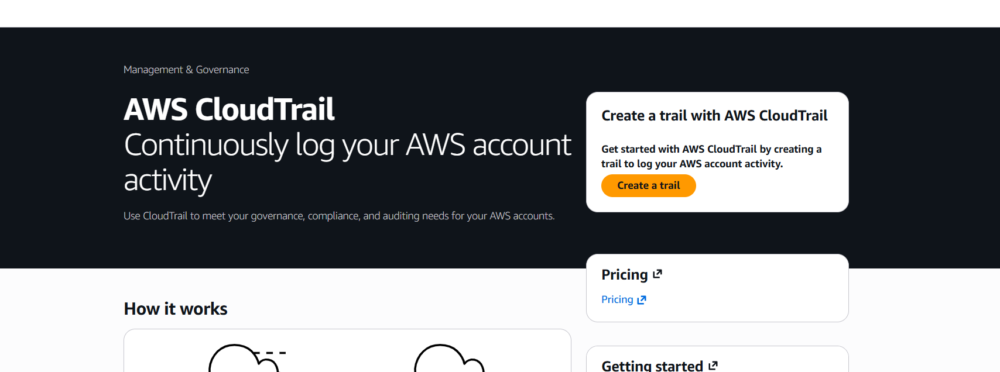 Management & Governance
AWS CloudTrail
Continuously log your AWS account
activity
Use CloudTrail to meet your governance, compliance, and auditing needs for your AWS accounts.
Create a trail with AWS CloudTrail
Get started with AWS CloudTrail by creating a
trail to log your AWS account activity.
Create a trail
Pricing
Pricing
How it works
Getting started